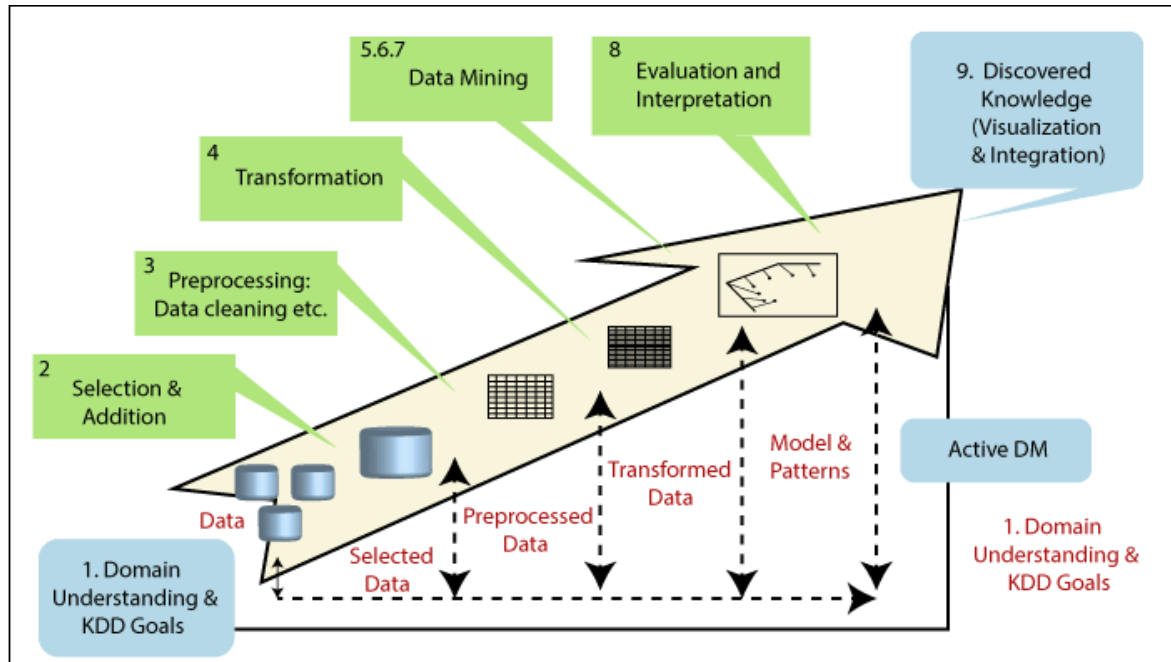 5.6.7
Data Mining
8
Evaluation and
Interpretation
9. Discovered
Knowledge
(Visualization
& Integration)
4
Transformation
3
Preprocessing:
Data cleaning etc.
2
Selection &
Addition
Data
Selected
Data
Preprocessed
Data
Transformed
Data
Model &
Patterns
Active DM
1. Domain
Understanding &
KDD Goals
1. Domain
Understanding &
KDD Goals